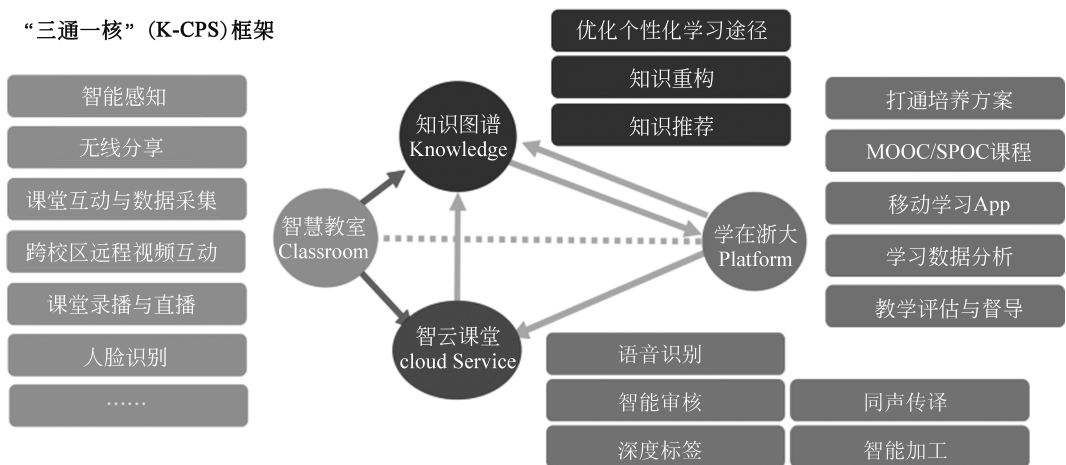 “三通一核”(K-CPS)框架
智能感知
无线分享
课堂互动与数据采集
跨校区远程视频互动
课堂录播与直播
人脸识别
……
知识图谱
Knowledge
智慧教室
Classroom
智云课堂
cloud Service
学在浙大
Platform
优化个性化学习途径
知识重构
知识推荐
打通培养方案
MOOC/SPOC课程
移动学习App
学习数据分析
教学评估与督导
语音识别
智能审核
同声传译
深度标签
智能加工